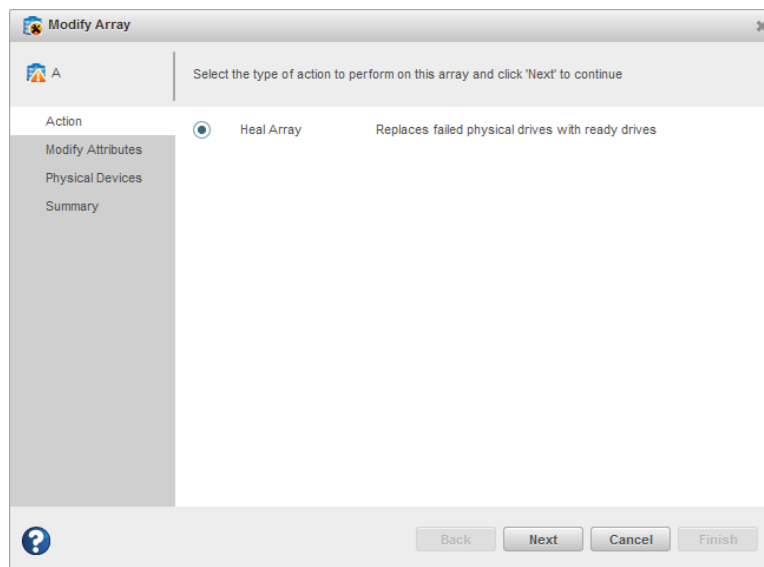 Modify Array
A
Select the type of action to perform on this array and click 'Next' to continue
Action
Modify Attributes
Physical Devices
Summary
Heal Array Replaces failed physical drives with ready drives
?
Back Next Cancel Finish